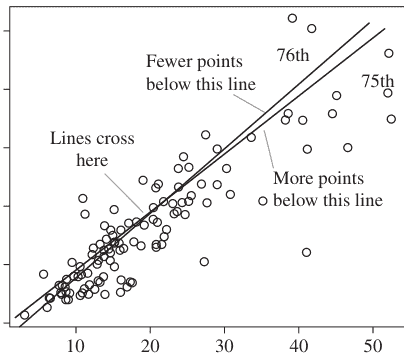 76th
Fewer points
below this line
75th
Lines cross
here
More points
below this line
10
20
30
40
50